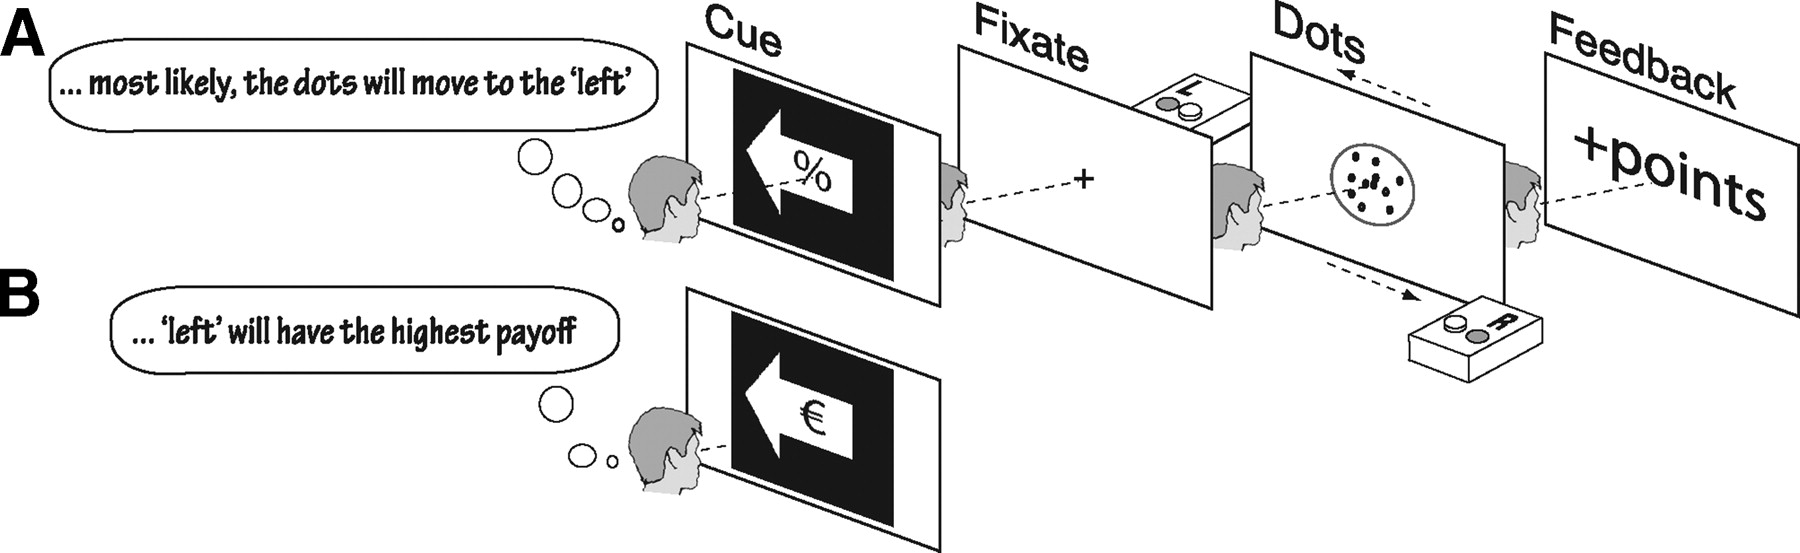 A
Cue
Fixate
Dots
Feedback
... most likely, the dots will move to the ‘left’
%
+
L
+points
R
B
... ‘left’ will have the highest payoff
€